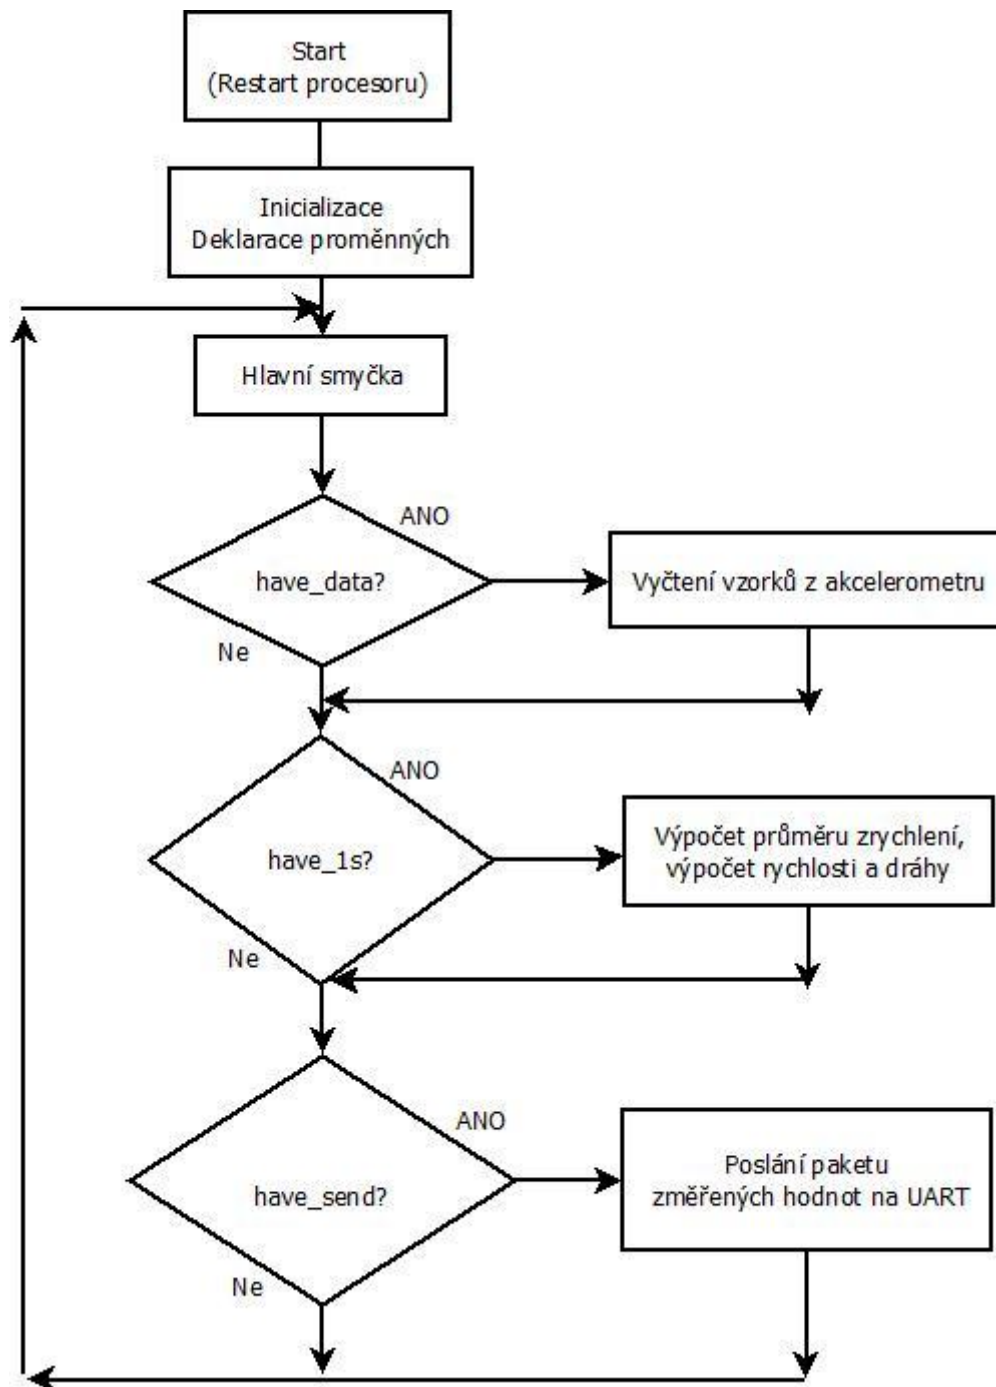 Start
(Restart procesoru)
Inicializace
Deklarace proměnných
Hlavní smyčka
ANO
have_data?
Vyčtení vzorků z akcelerometru
Ne
ANO
have_1s?
Výpočet průměru zrychlení,
výpočet rychlosti a dráhy
Ne
ANO
have_send?
Poslání paketu
změřených hodnot na UART
Ne